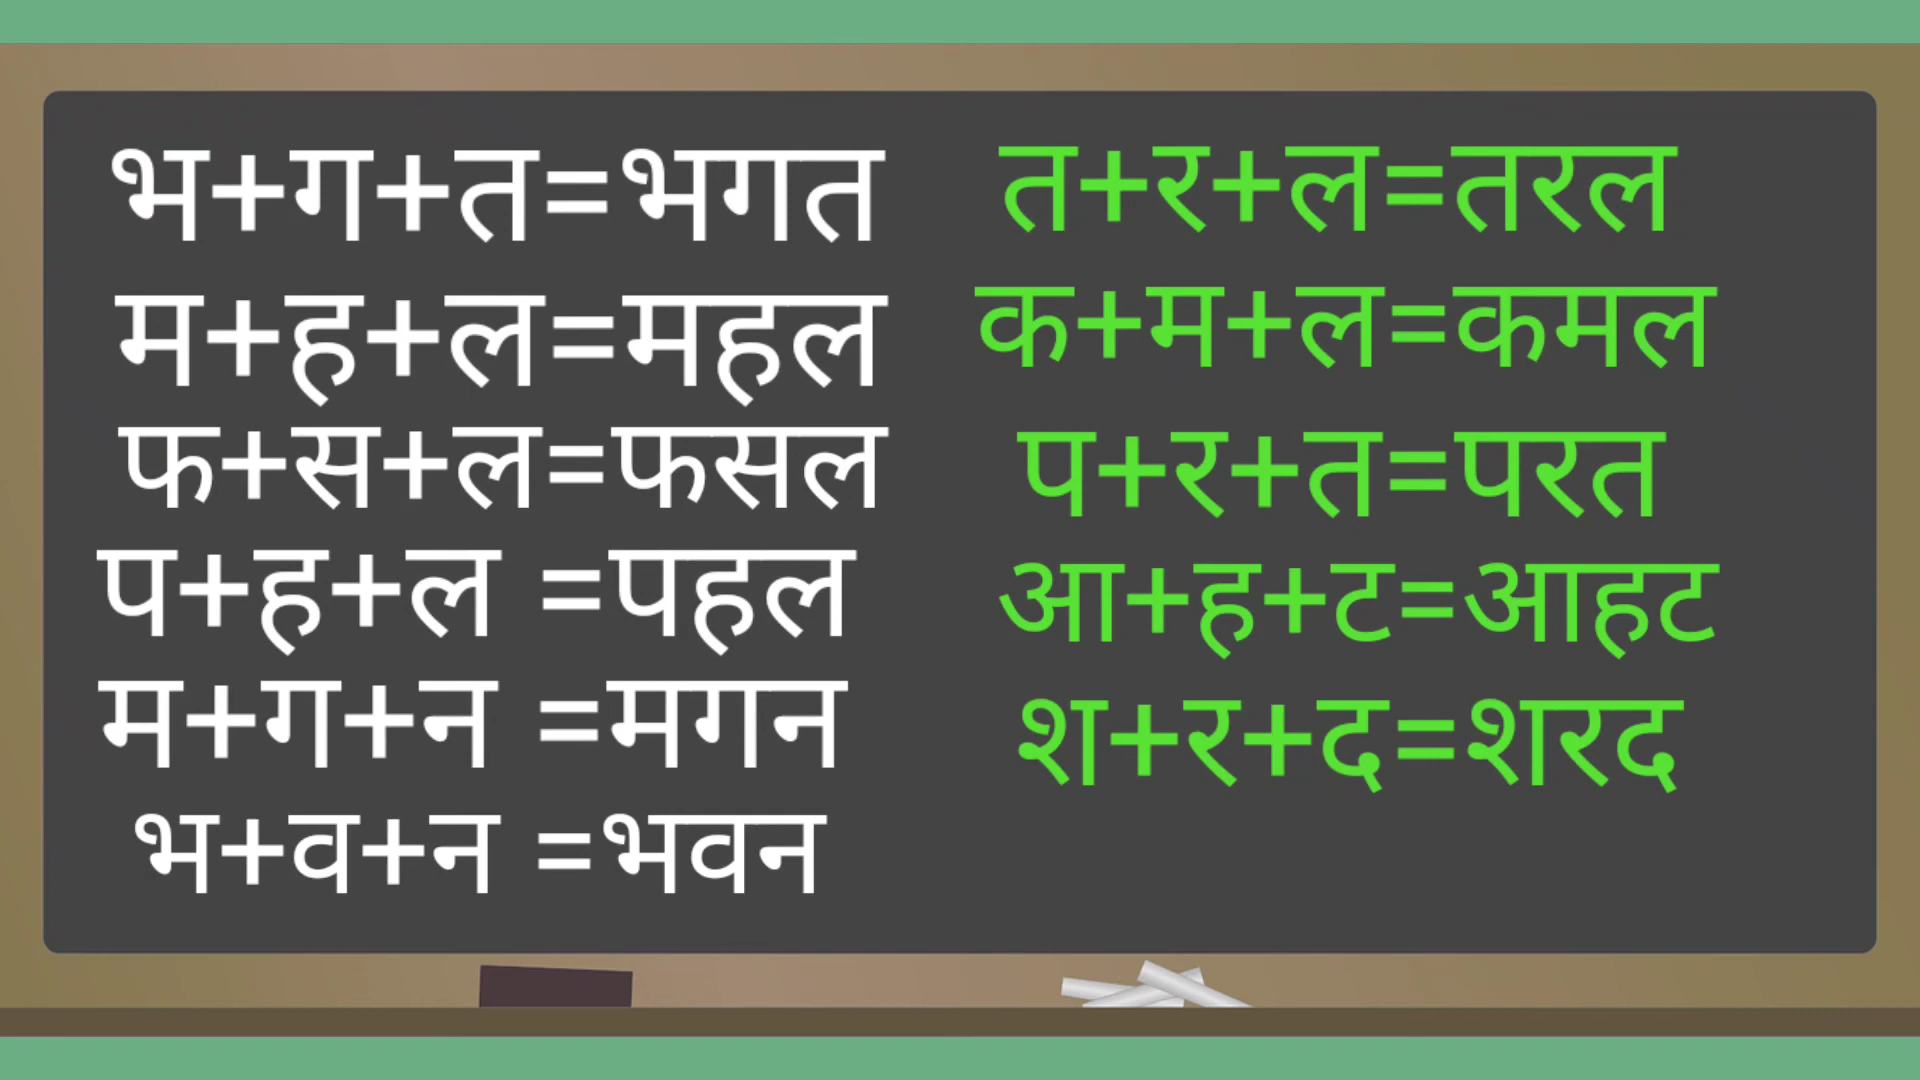 भ+ग+त=भगत
म+ह+ल=महल
फ+स+ल=फसल
प+ह+ल =पहल
म+ग+न =मगन
भ+व+न =भवन
त+र+ल=तरल
क+म+ल=कमल
प+र+त=परत
आ+ह+ट=आहट
श+र+द=शरद